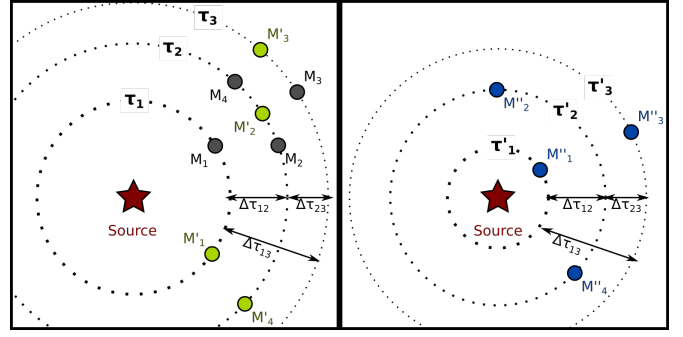 τ₃
M'₃
τ₂
M₃
M₄
τ₁
M'₂
M₁
M₂
Δτ₁₂
Δτ₂₃
Source
M'₁
Δτ₁₃
M'₄
τ'₃
M''₂
τ'₂
M''₃
τ'₁
M''₁
Δτ₁₂
Δτ₂₃
Source
Δτ₁₃
M''₄